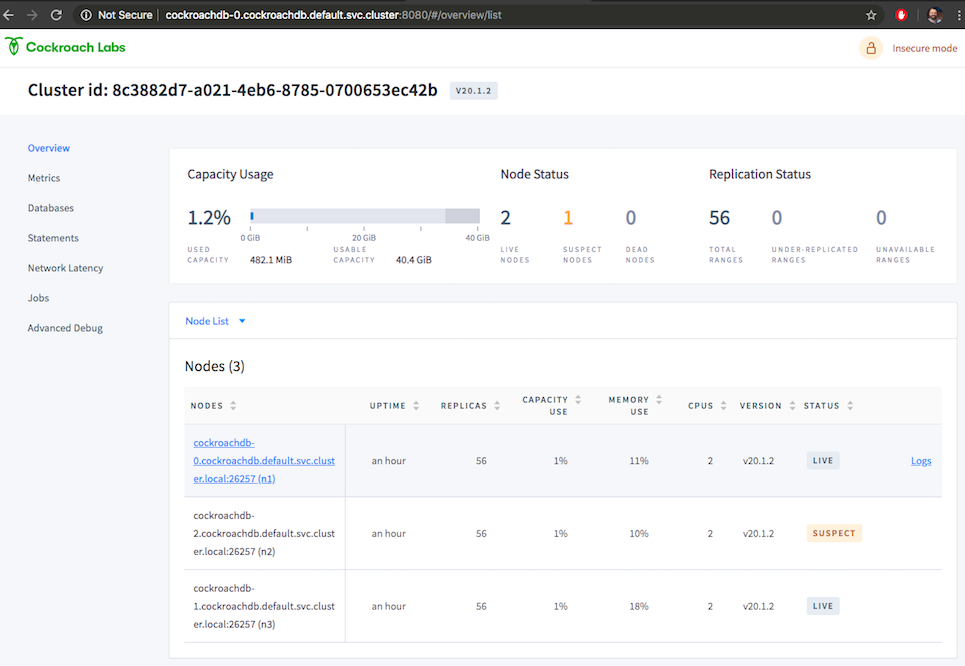 Not Secure | cockroachdb-0.cockroachdb.default.svc.cluster:8080/#/overview/list
Cockroach Labs
Insecure mode
Cluster id: 8c3882d7-a021-4eb6-8785-0700653ec42b V20.1.2
Overview
Metrics
Databases
Statements
Network Latency
Jobs
Advanced Debug
Capacity Usage
1.2%
USED
CAPACITY
0 GiB 20 GiB 40 GiB
482.1 MiB
USABLE
CAPACITY
40.4 GiB
Node Status
2 1 0
LIVE
NODES
SUSPECT
NODES
DEAD
NODES
Replication Status
56 0 0
TOTAL
RANGES
UNDER-REPLICATED
RANGES
UNAVAILABLE
RANGES
Node List
Nodes (3)
NODES UPTIME REPLICAS CAPACITY USE MEMORY USE CPUS VERSION STATUS
cockroachdb-
0.cockroachdb.default.svc.clust
er.local:26257 (n1)
an hour 56 1% 11% 2 v20.1.2 LIVE Logs
cockroachdb-
2.cockroachdb.default.svc.clust
er.local:26257 (n2)
an hour 56 1% 10% 2 v20.1.2 SUSPECT
cockroachdb-
1.cockroachdb.default.svc.clust
er.local:26257 (n3)
an hour 56 1% 18% 2 v20.1.2 LIVE